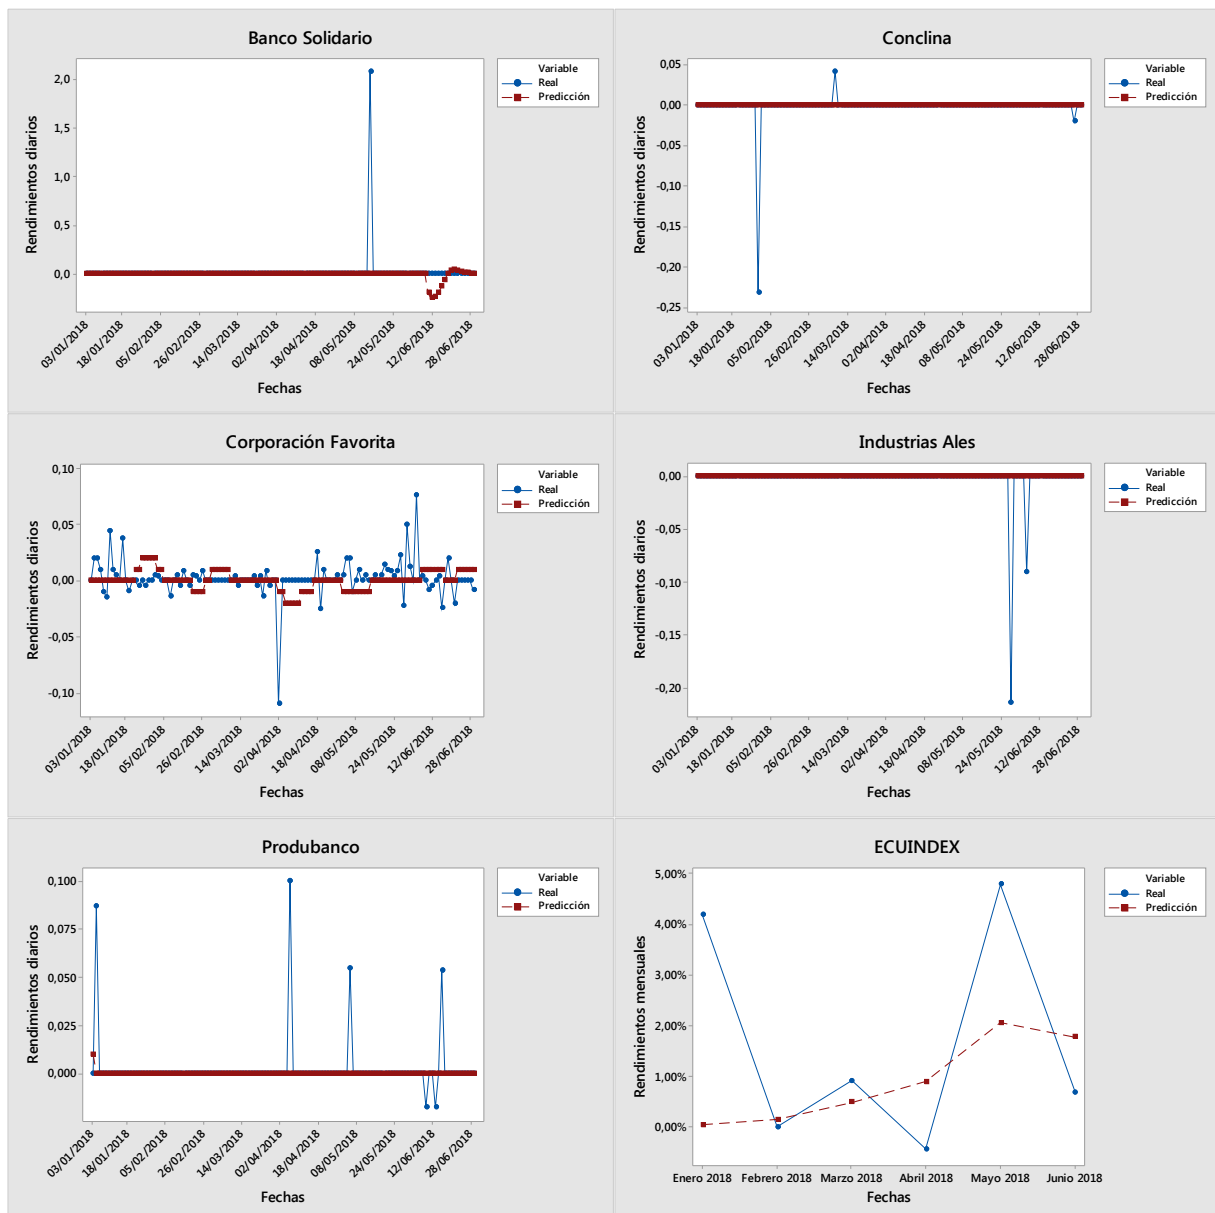 Banco Solidario
Rendimientos diarios
2,0
1,5
1,0
0,5
0,0
03/01/2018
18/01/2018
05/02/2018
26/02/2018
14/03/2018
02/04/2018
18/04/2018
08/05/2018
24/05/2018
12/06/2018
28/06/2018
Fechas
Variable
Real
Predicción
Conclina
Rendimientos diarios
0,05
0,00
-0,05
-0,10
-0,15
-0,20
-0,25
03/01/2018
18/01/2018
05/02/2018
26/02/2018
14/03/2018
02/04/2018
18/04/2018
08/05/2018
24/05/2018
12/06/2018
28/06/2018
Fechas
Variable
Real
Predicción
Corporación Favorita
Rendimientos diarios
0,10
0,05
0,00
-0,05
-0,10
03/01/2018
18/01/2018
05/02/2018
26/02/2018
14/03/2018
02/04/2018
18/04/2018
08/05/2018
24/05/2018
12/06/2018
28/06/2018
Fechas
Variable
Real
Predicción
Industrias Ales
Rendimientos diarios
0,00
-0,05
-0,10
-0,15
-0,20
03/01/2018
18/01/2018
05/02/2018
26/02/2018
14/03/2018
02/04/2018
18/04/2018
08/05/2018
24/05/2018
12/06/2018
28/06/2018
Fechas
Variable
Real
Predicción
Produbanco
Rendimientos diarios
0,100
0,075
0,050
0,025
0,000
03/01/2018
18/01/2018
05/02/2018
26/02/2018
14/03/2018
02/04/2018
18/04/2018
08/05/2018
24/05/2018
12/06/2018
28/06/2018
Fechas
Variable
Real
Predicción
ECUINDEX
Rendimientos mensuales
5,00%
4,00%
3,00%
2,00%
1,00%
0,00%
Enero 2018 Febrero 2018 Marzo 2018 Abril 2018 Mayo 2018 Junio 2018
Fechas
Variable
Real
Predicción